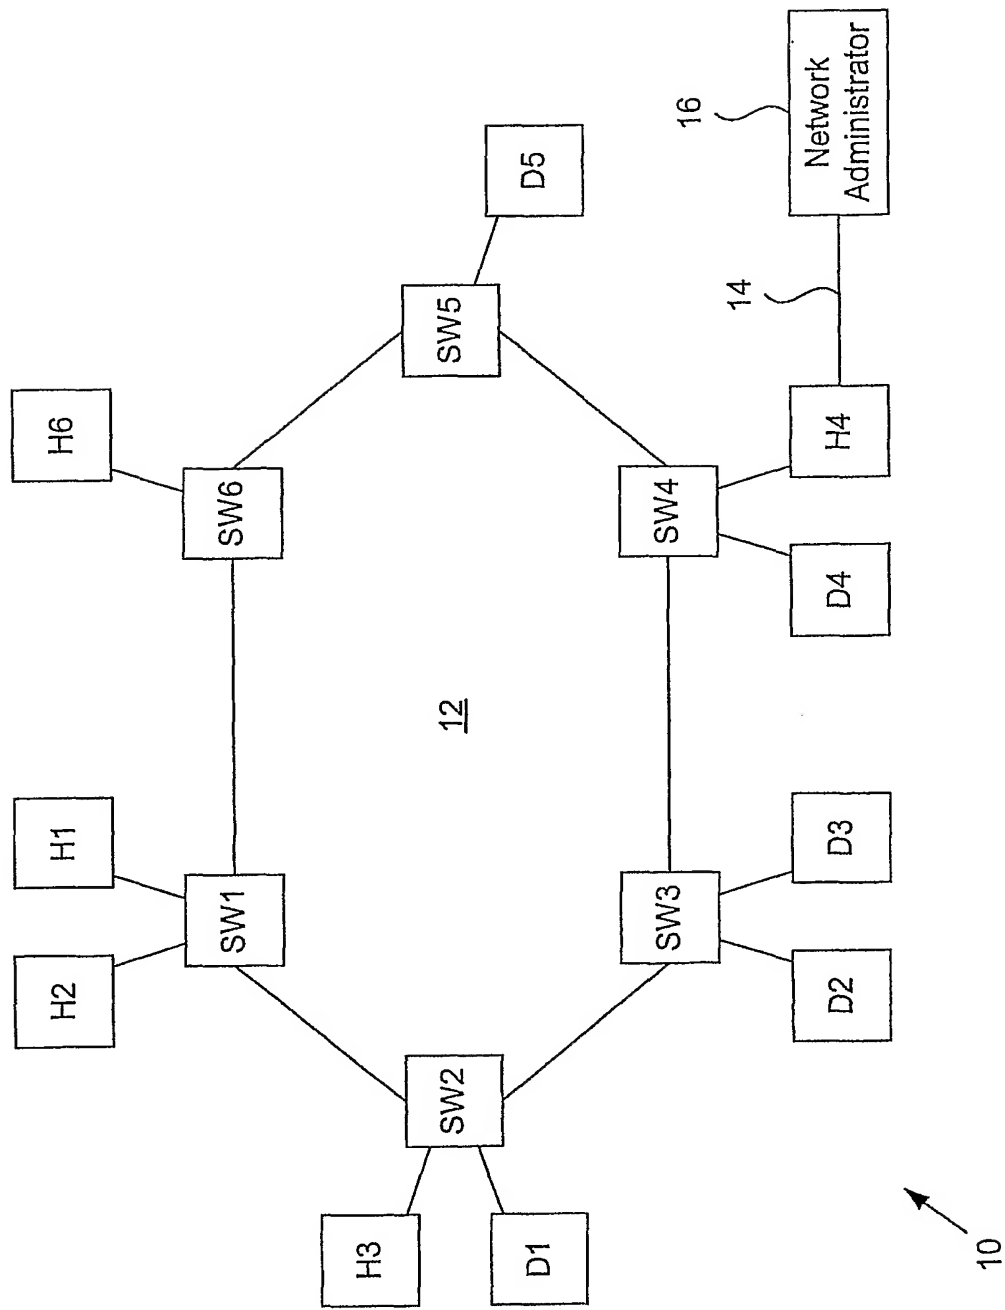 H2
H1
H6
SW1
SW6
H3
D1
SW2
12
SW5
D5
SW3
SW4
D2
D3
D4
H4
14
16
Network
Administrator
10